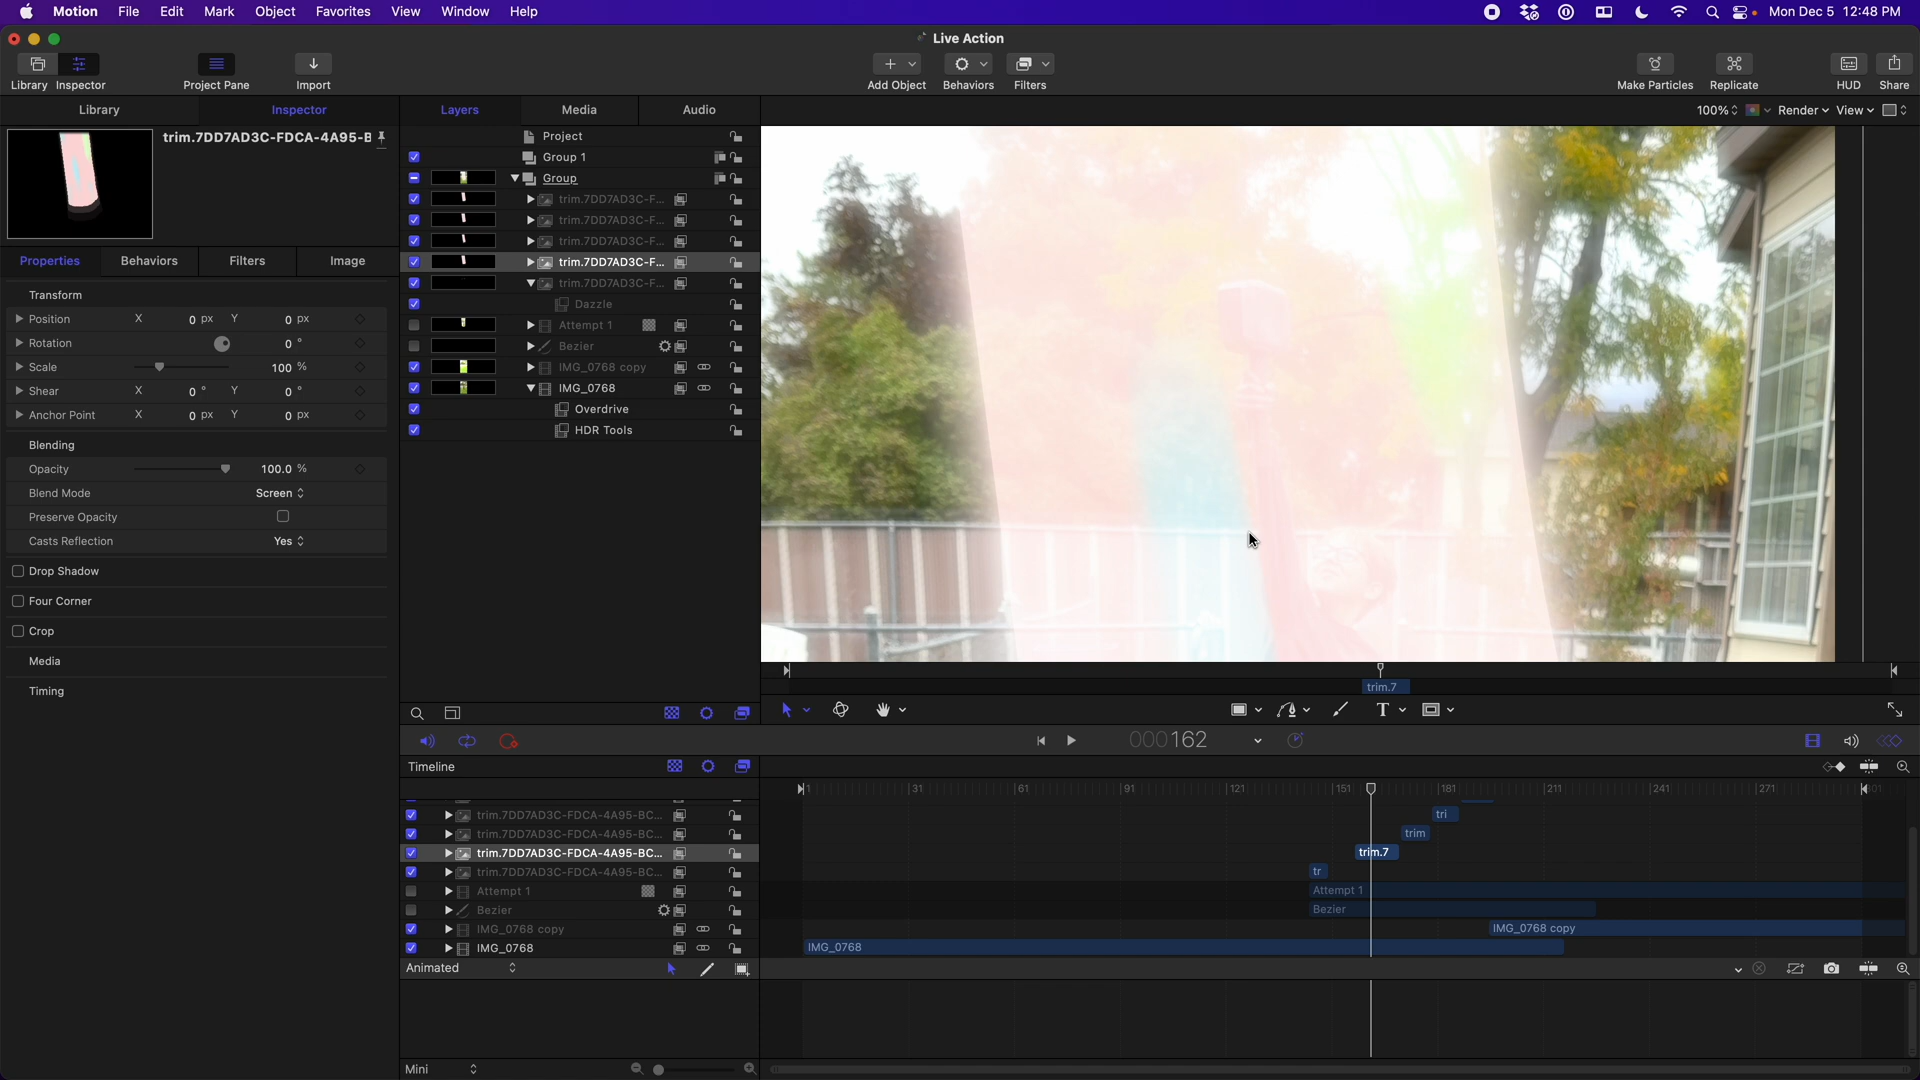 Motion File Edit Mark Object Favorites View Window Help
Mon Dec 5 12:48 PM
Live Action
Library Inspector Project Pane Import Add Object Behaviors Filters Make Particles Replicate HUD Share
Library Inspector Layers Media Audio
100% Render View
trim.7DD7AD3C-FDCA-4A95-B
Project
Group 1
Group
trim.7DD7AD3C-F...
trim.7DD7AD3C-F...
trim.7DD7AD3C-F...
trim.7DD7AD3C-F...
trim.7DD7AD3C-F...
Dazzle
Attempt 1
Bezier
IMG_0768 copy
IMG_0768
Overdrive
HDR Tools
Properties Behaviors Filters Image
Transform
Position X 0 px Y 0 px
Rotation 0 °
Scale 100 %
Shear X 0 ° Y 0 °
Anchor Point X 0 px Y 0 px
Blending
Opacity 100.0 %
Blend Mode Screen
Preserve Opacity
Casts Reflection Yes
Drop Shadow
Four Corner
Crop
Media
Timing
trim.7
T
000162
Timeline
1 31 61 91 121 151 181 211 241 271 301
trim.7DD7AD3C-FDCA-4A95-BC... tri
trim.7DD7AD3C-FDCA-4A95-BC... trim
trim.7DD7AD3C-FDCA-4A95-BC... trim.7
trim.7DD7AD3C-FDCA-4A95-BC... tr
Attempt 1 Attempt 1
Bezier Bezier
IMG_0768 copy IMG_0768 copy
IMG_0768 IMG_0768
Animated
Mini